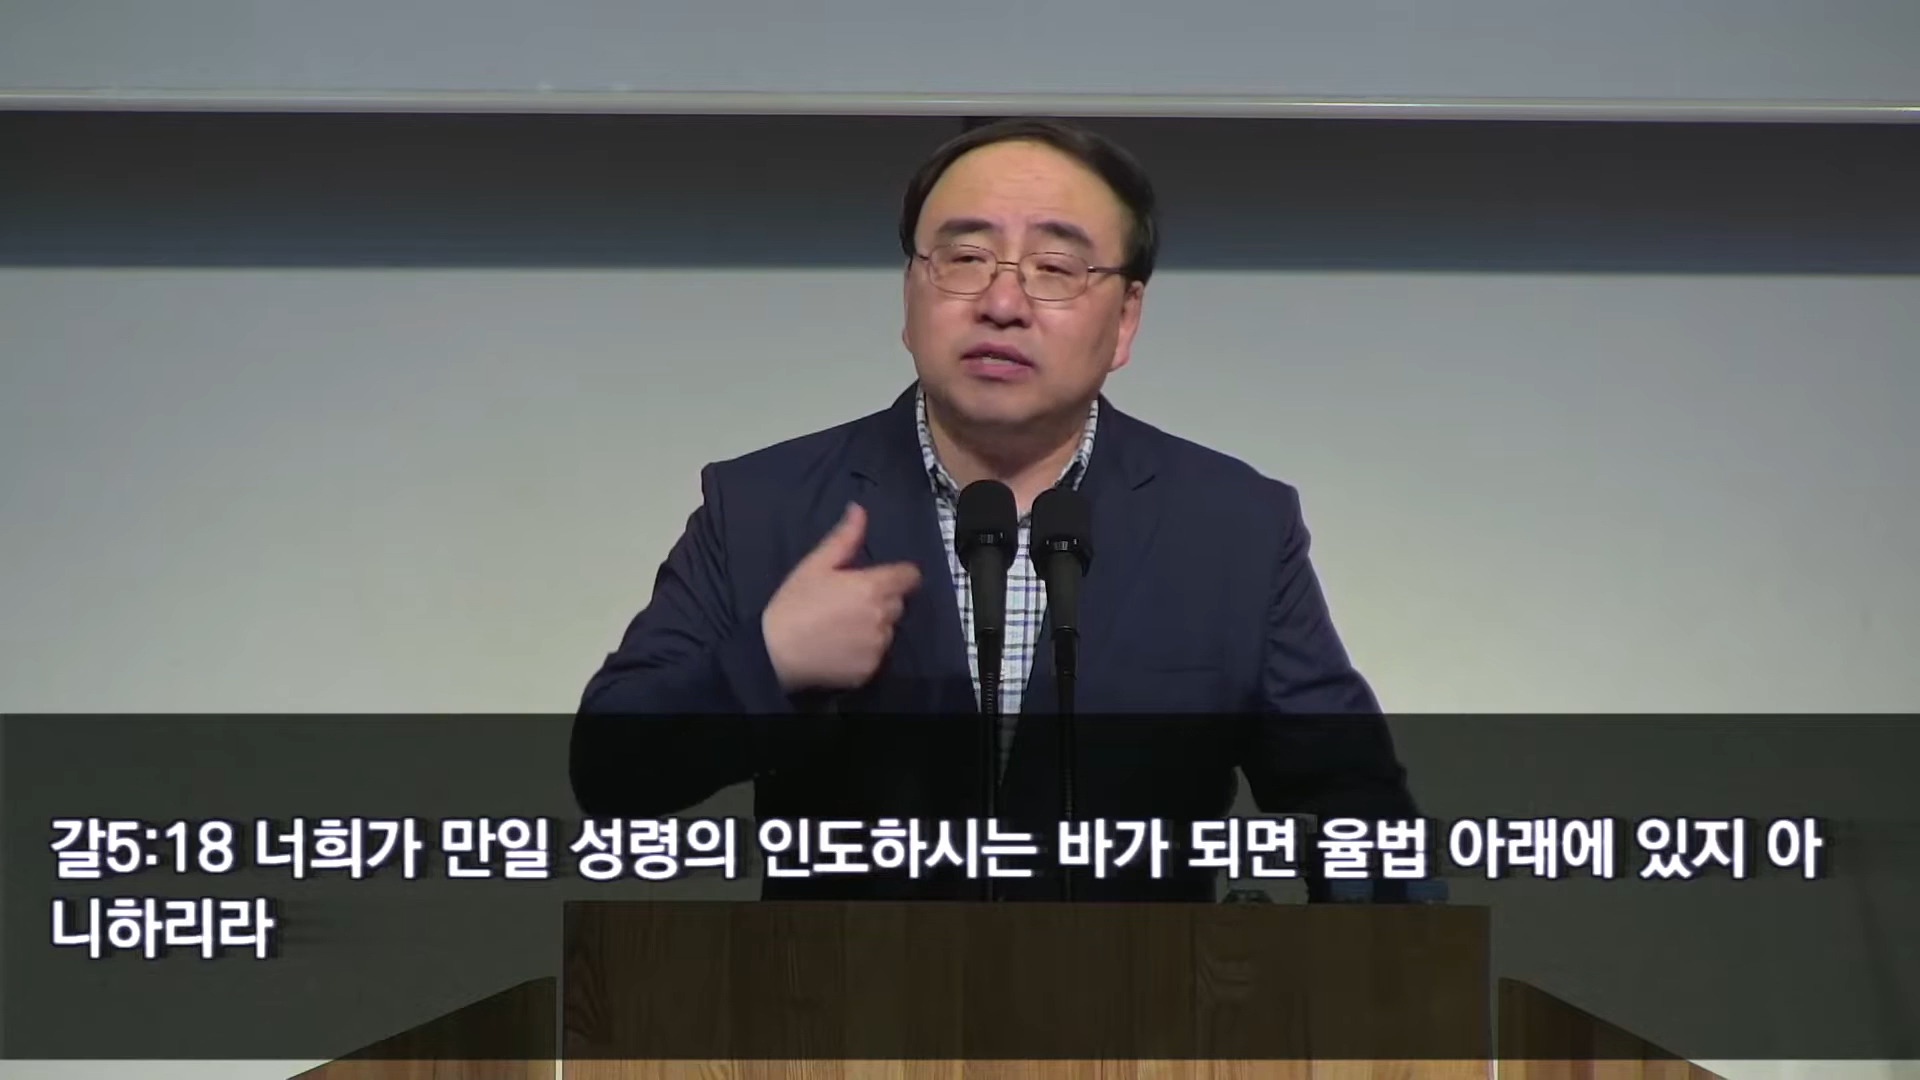 갈5:18 너희가 만일 성령의 인도하시는 바가 되면 율법 아래에 있지 아
니하리라